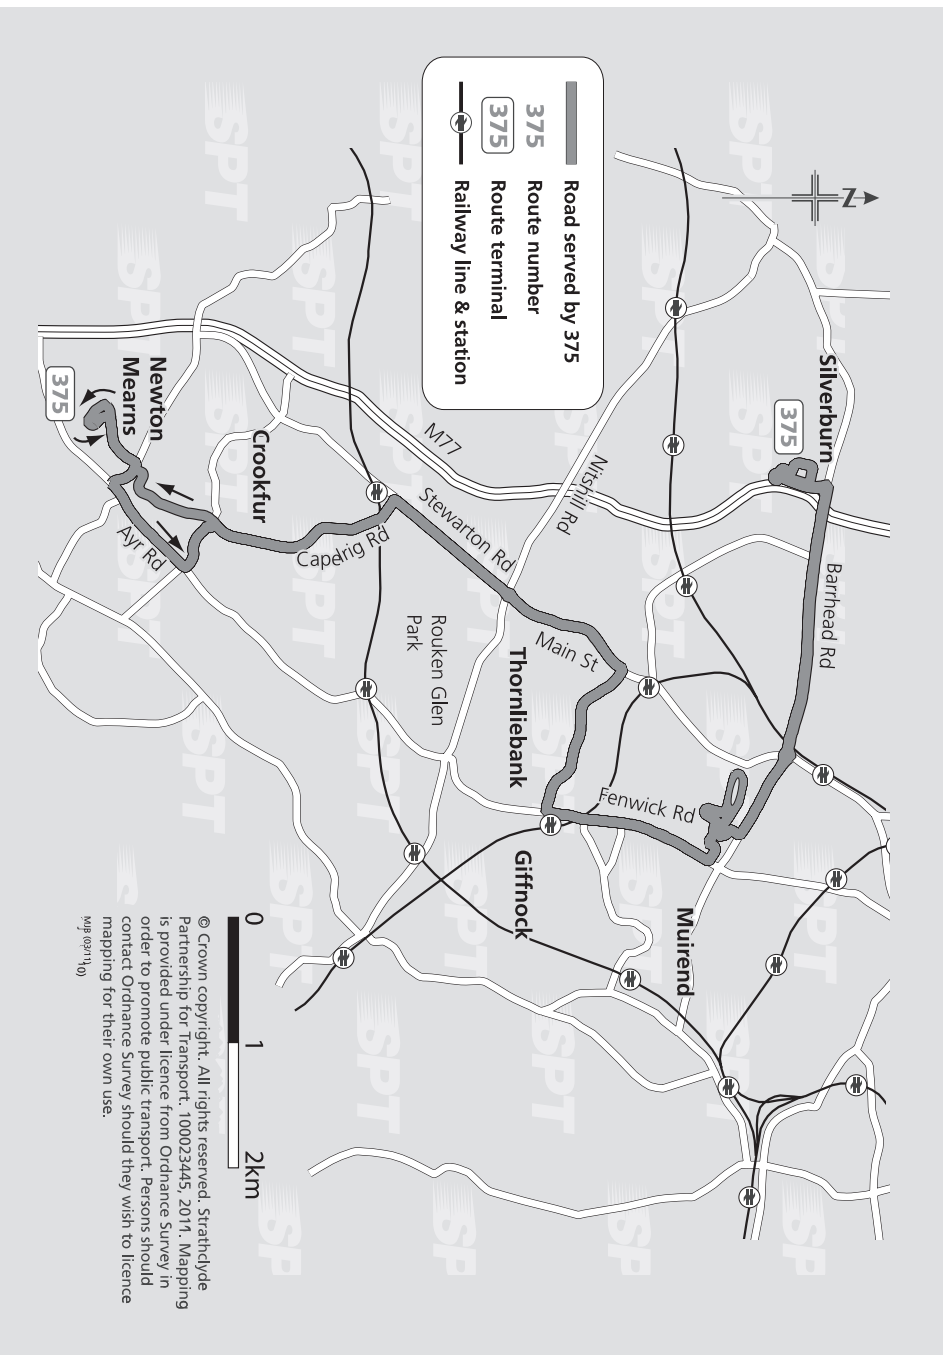 Road served by 375
375
Route number
375
Route terminal
Railway line & station
N
Silverburn
375
Barrhead Rd
Nitshill Rd
M77
Stewarton Rd
Main St
Thornliebank
Fenwick Rd
Muirend
Giffnock
Rouken Glen
Park
Capelrig Rd
Crookfur
Newton
Mearns
375
Ayr Rd
0
1
2km
© Crown copyright. All rights reserved. Strathclyde
Partnership for Transport. 100023445, 2011. Mapping
is provided under licence from Ordnance Survey in
order to promote public transport. Persons should
contact Ordnance Survey should they wish to licence
mapping for their own use.
SPT